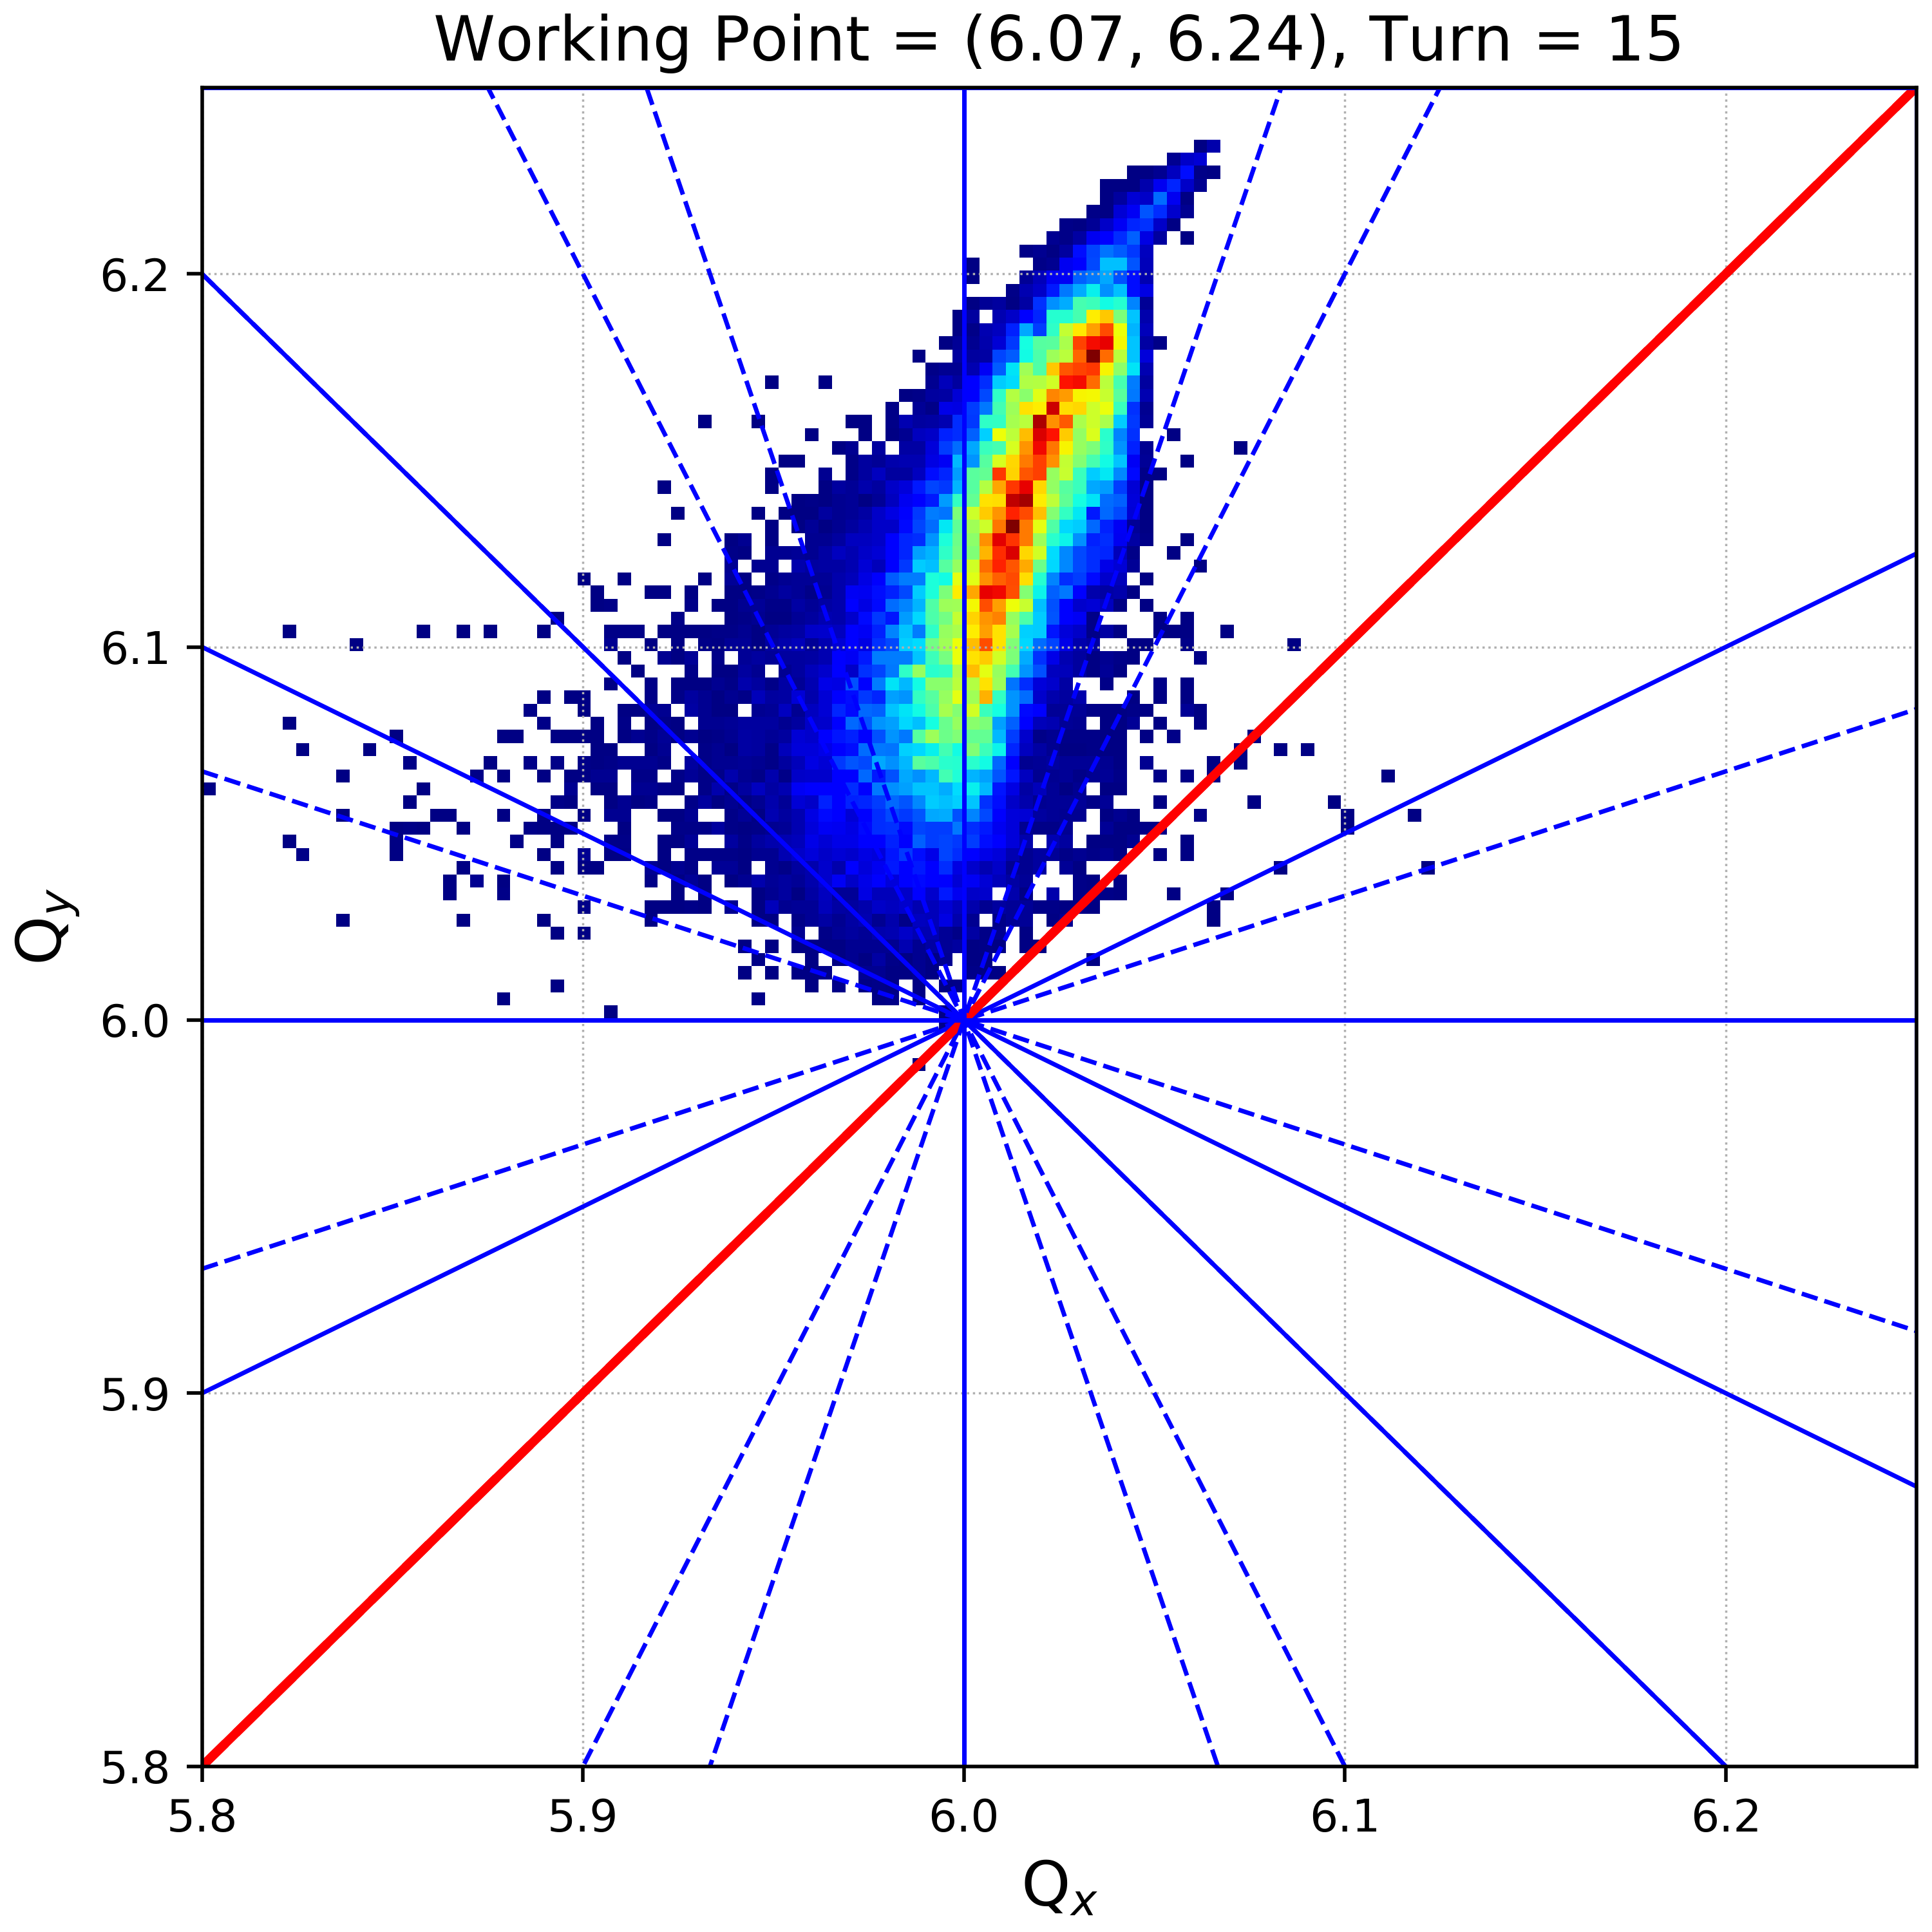 Working Point = (6.07, 6.24), Turn = 15
6.2
6.1
6.0
5.9
5.8
Qy
5.8 5.9 6.0 6.1 6.2
Qx